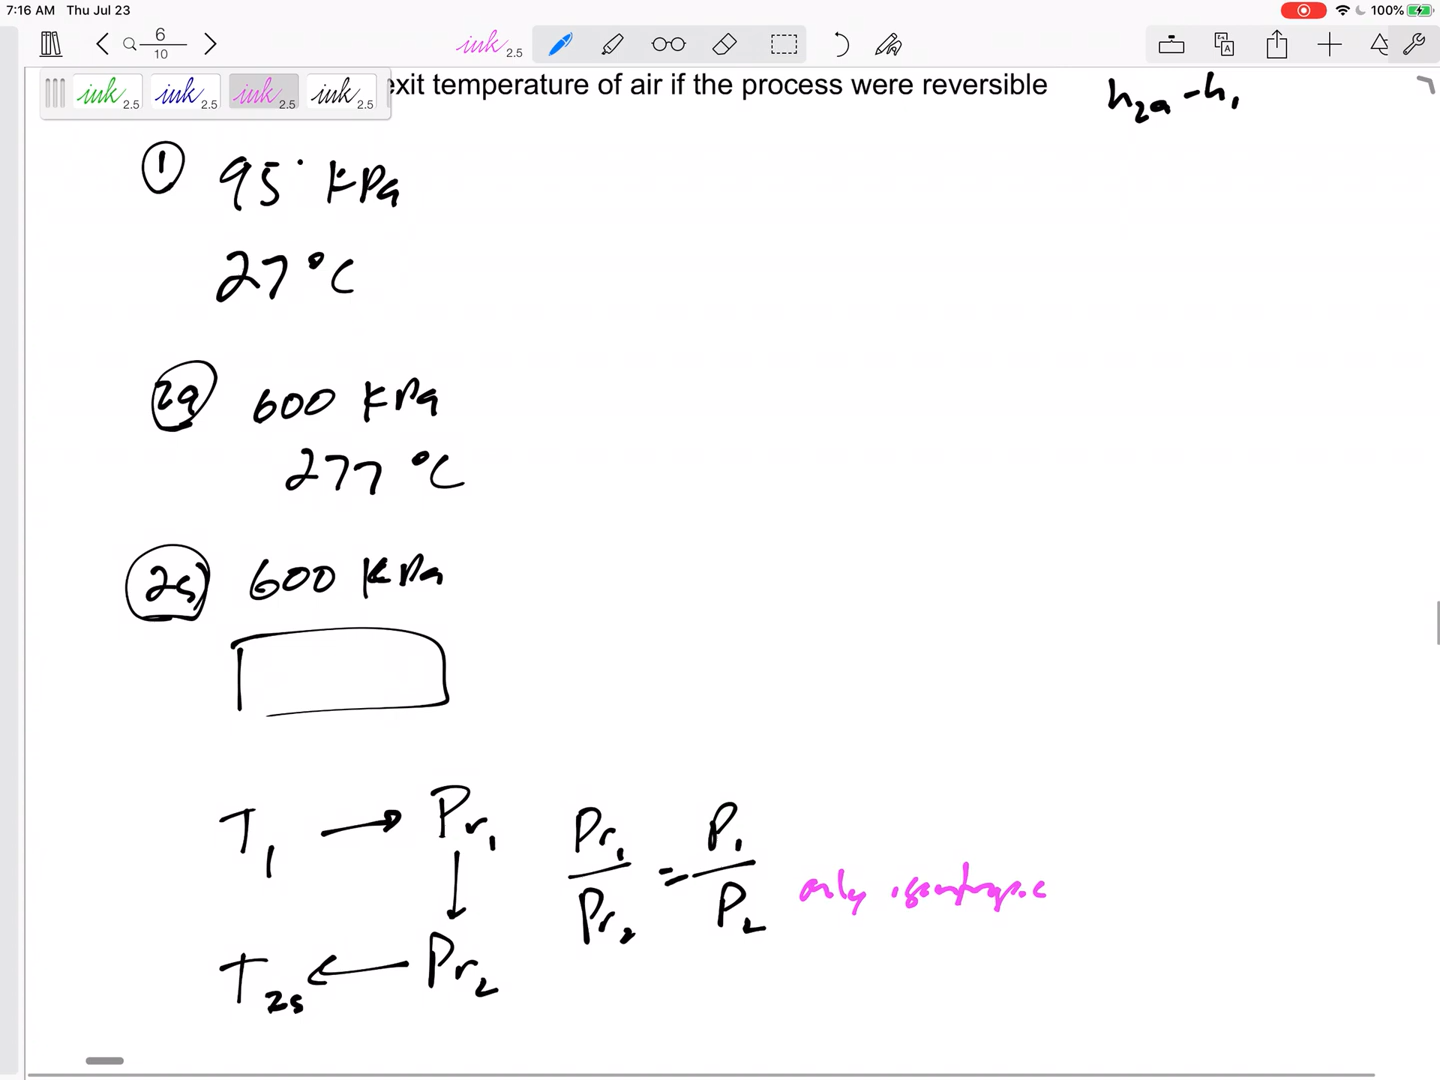 7:16 AM Thu Jul 23
100%
6
10
ink 2.5
ink 2.5 ink 2.5 ink 2.5 ink 2.5
exit temperature of air if the process were reversible
h2a - h1
① 95 kPa
27 °C
2a 600 kPa
277 °C
2s 600 kPa
T1 → Pr1
Pr1/Pr2 = P1/P2 only isentropic
T2s ← Pr2